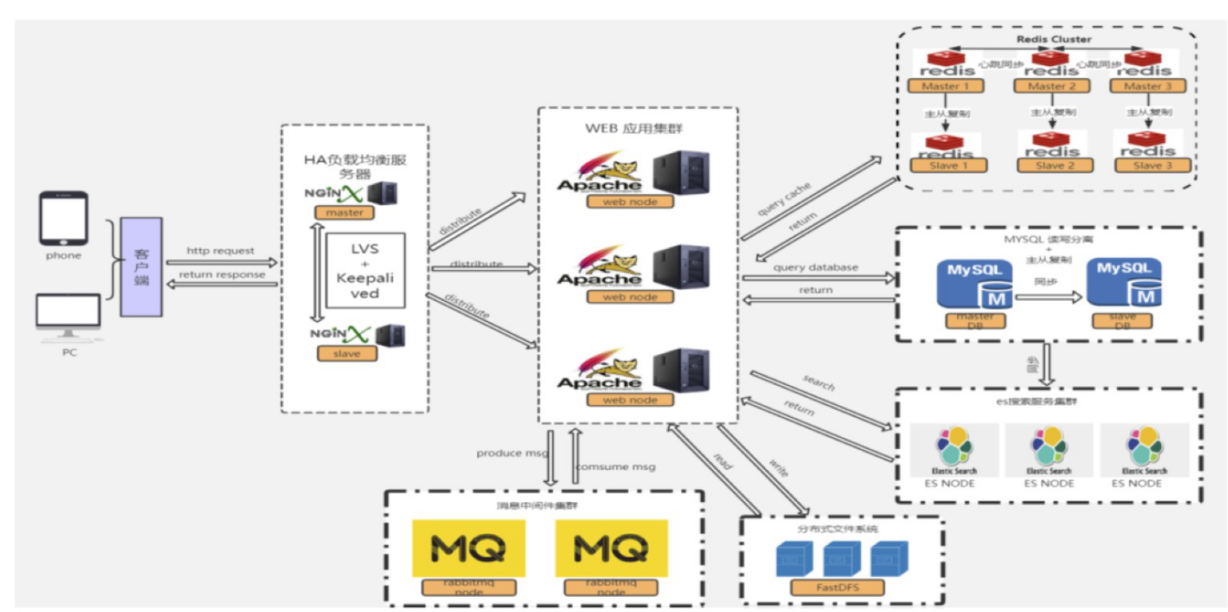 phone
PC
客户端
http request
return response
HA负载均衡服
务器
NGINX
master
LVS
+
Keepali
ved
NGINX
slave
distribute
distribute
distribute
WEB 应用集群
Apache
web node
Apache
web node
Apache
web node
query cache
return
query database
return
search
return
produce msg
comsume msg
read
write
Redis Cluster
redis
心跳同步
redis
心跳同步
redis
Master 1
Master 2
Master 3
主从复制
主从复制
主从复制
redis
redis
redis
Slave 1
Slave 2
Slave 3
MYSQL 读写分离
+
主从复制
MySQL
M
同步
MySQL
M
master
DB
slave
DB
同步
es搜索服务集群
Elastic Search
Elastic Search
Elastic Search
ES NODE
ES NODE
ES NODE
消息中间件集群
MQ
MQ
rabbitmq
node
rabbitmq
node
分布式文件系统
FastDFS